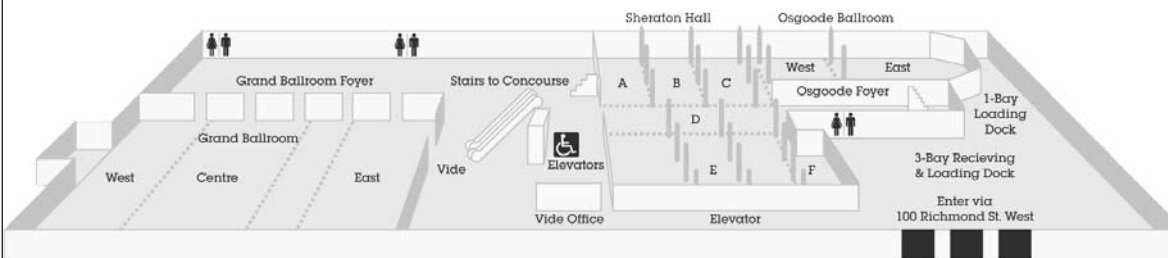 Sheraton Hall
Osgoode Ballroom
Grand Ballroom Foyer
Stairs to Concourse
A
B
C
West
East
Osgoode Foyer
1-Bay
Loading
Dock
D
Grand Ballroom
West
Centre
East
Vide
Elevators
E
F
3-Bay Recieving
& Loading Dock
Vide Office
Elevator
Enter via
100 Richmond St. West